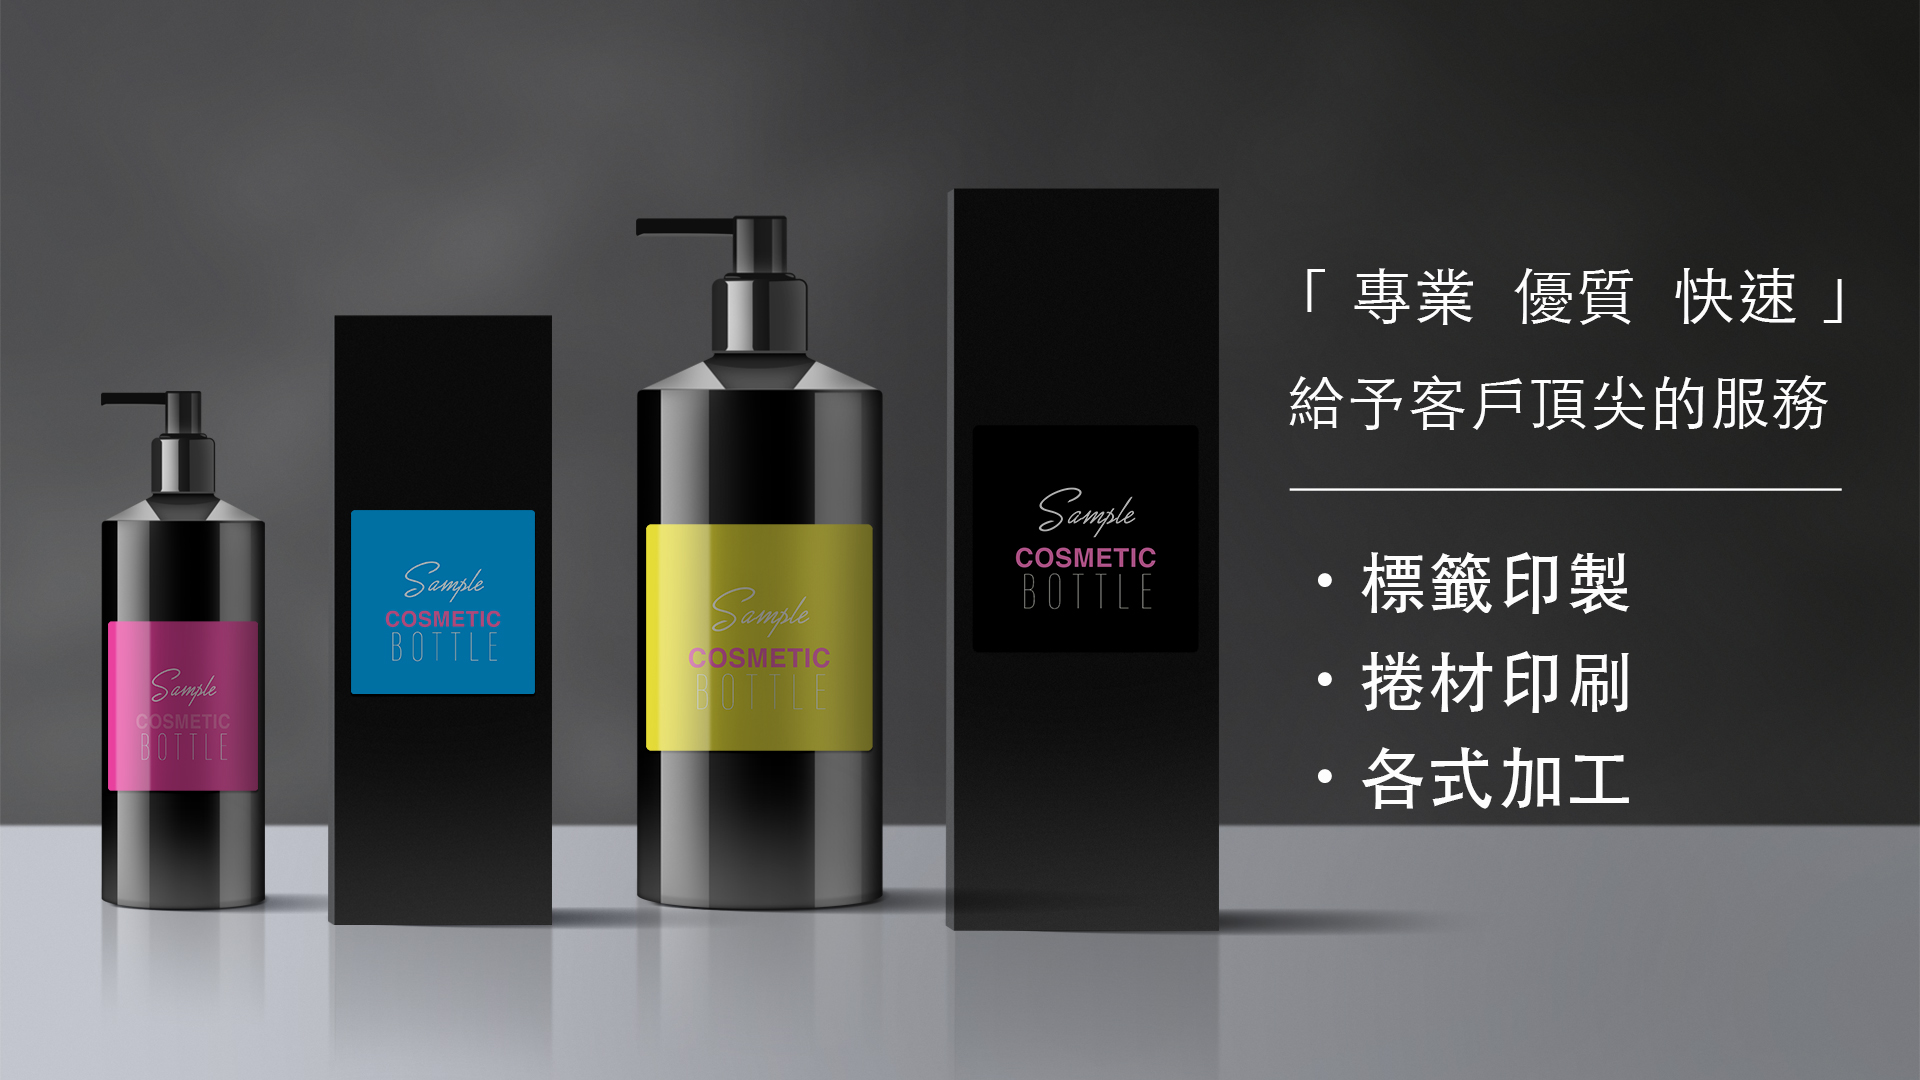 「 專業 優質 快速 」
給予客戶頂尖的服務
・標籤印製
・捲材印刷
・各式加工
Sample
COSMETIC
BOTTLE
Sample
COSMETIC
BOTTLE
Sample
COSMETIC
BOTTLE
Sample
COSMETIC
BOTTLE